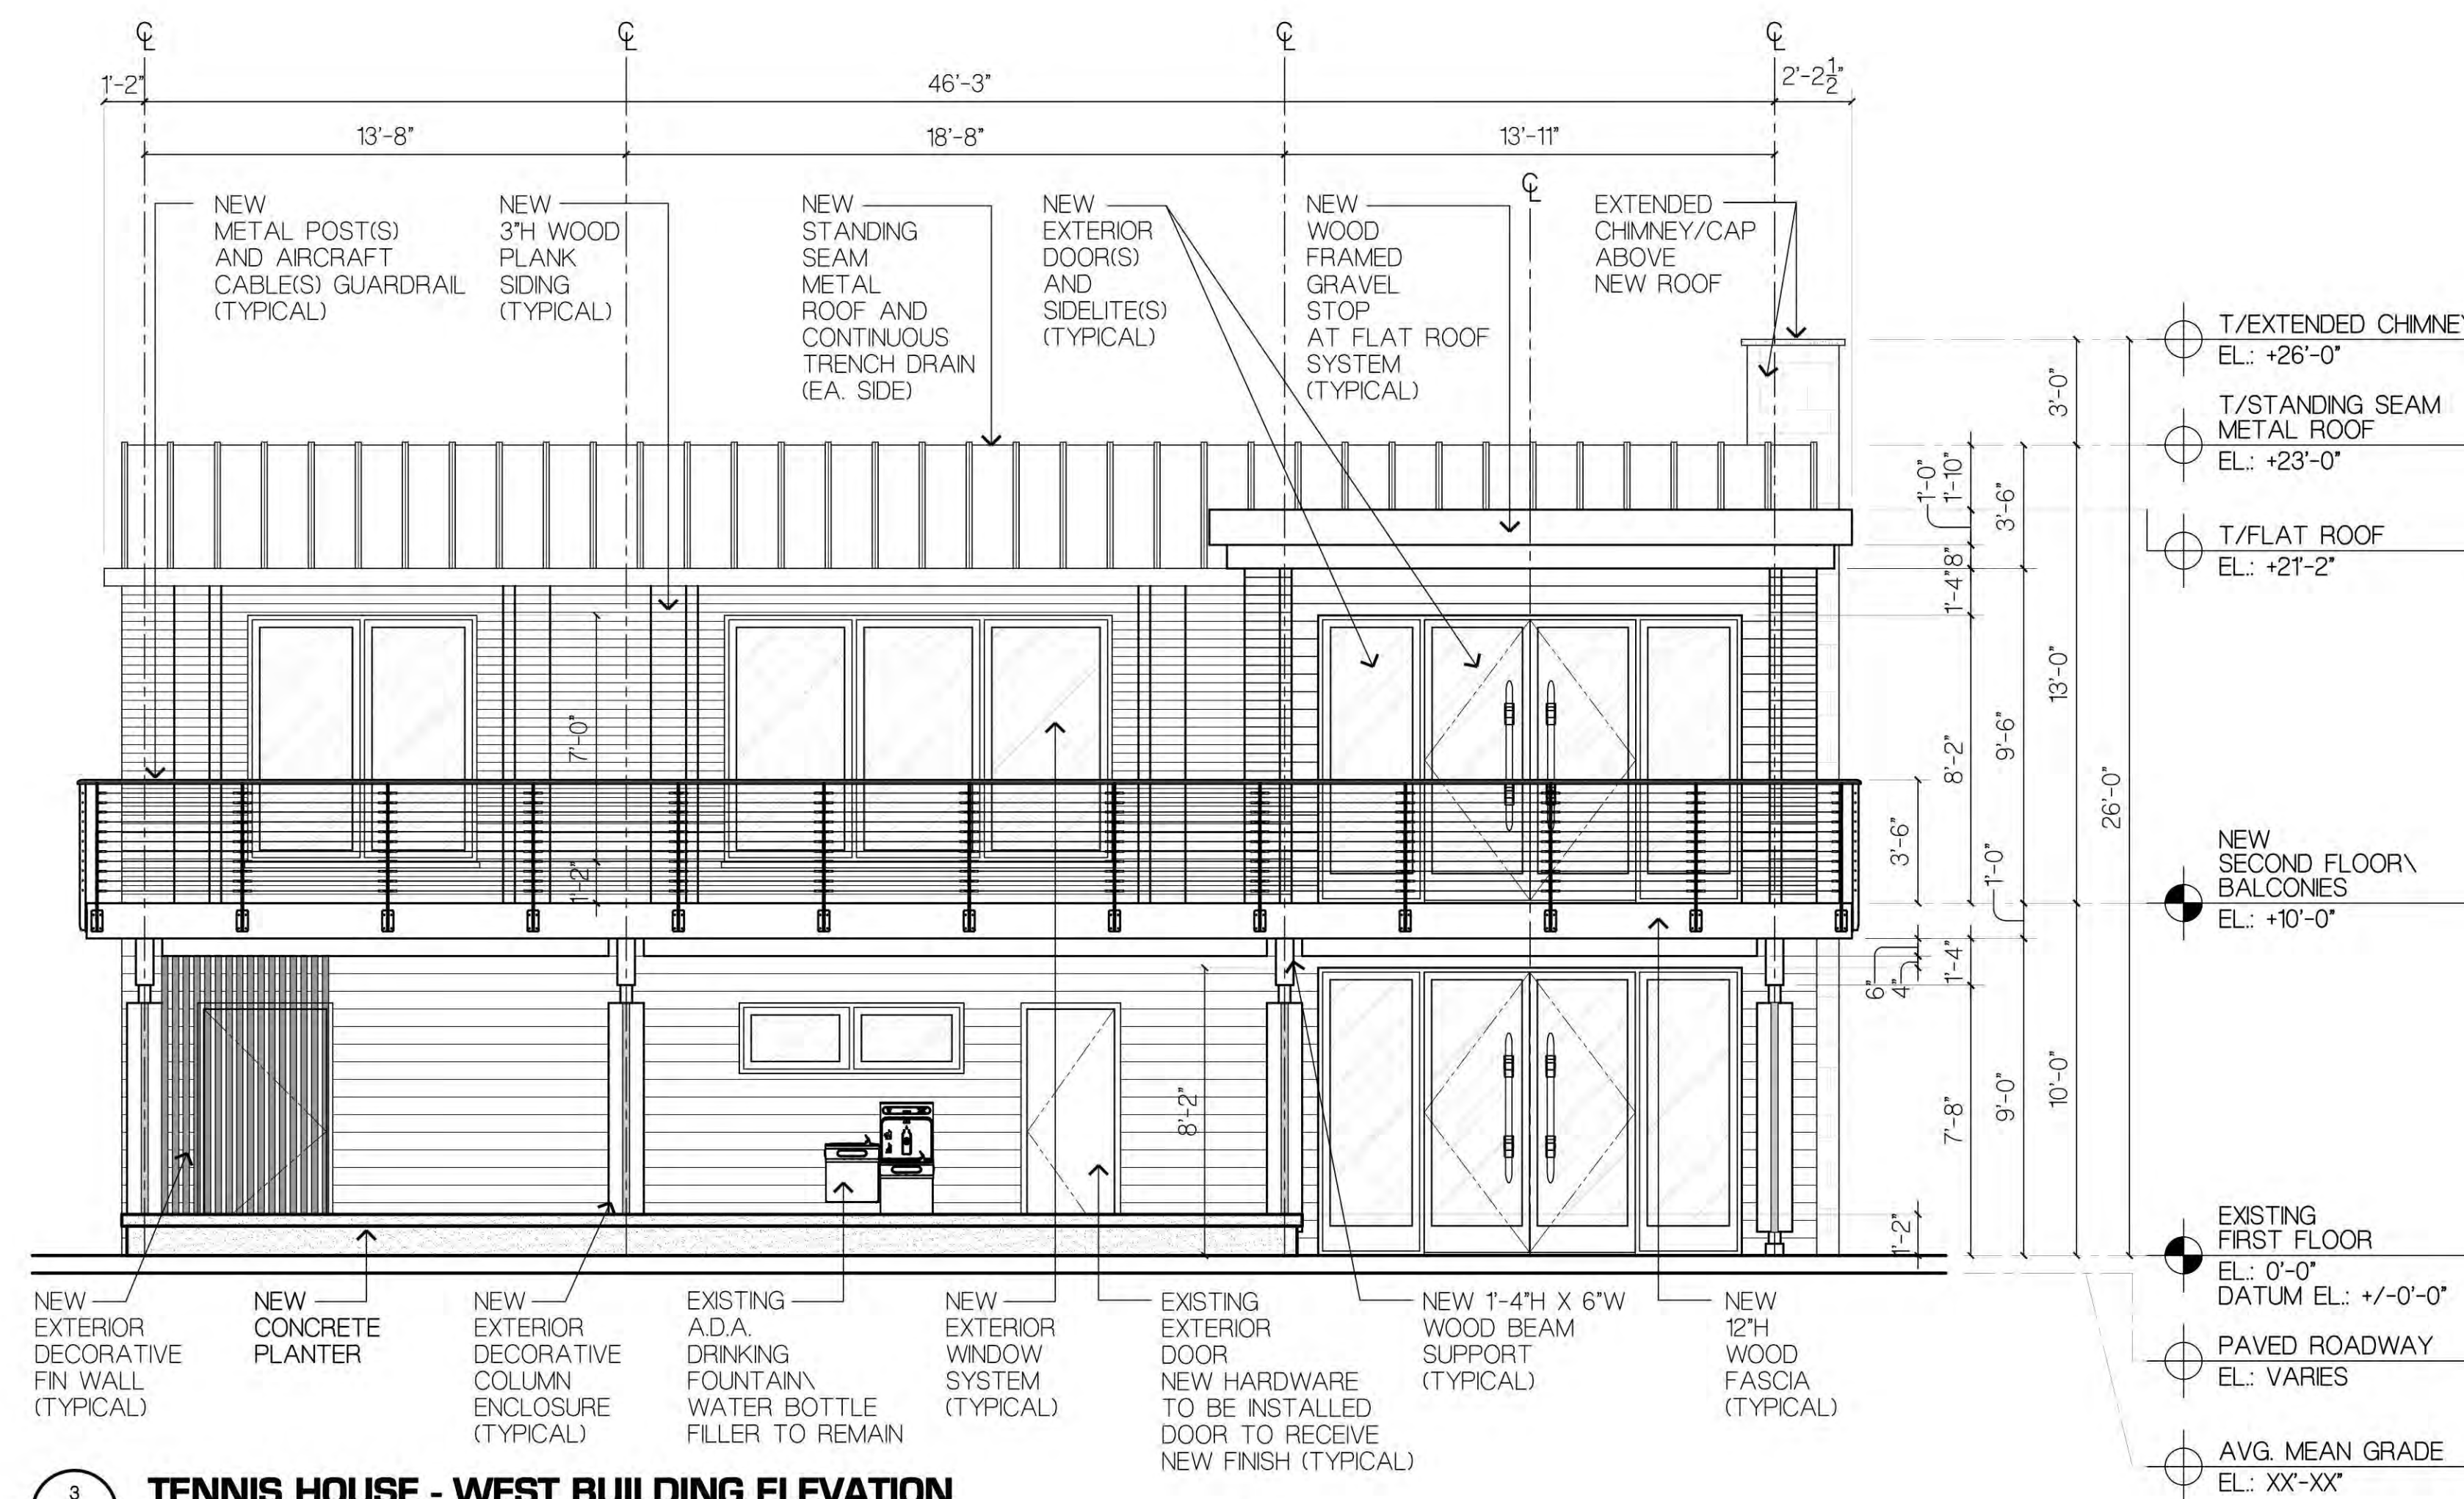 ℄
℄
℄
℄
1'-2"
46'-3"
2'-2½"
13'-8"
18'-8"
13'-11"
℄
NEW
METAL POST(S)
AND AIRCRAFT
CABLE(S) GUARDRAIL
(TYPICAL)
NEW
3"H WOOD
PLANK
SIDING
(TYPICAL)
NEW
STANDING
SEAM
METAL
ROOF AND
CONTINUOUS
TRENCH DRAIN
(EA. SIDE)
NEW
EXTERIOR
DOOR(S)
AND
SIDELITE(S)
(TYPICAL)
NEW
WOOD
FRAMED
GRAVEL
STOP
AT FLAT ROOF
SYSTEM
(TYPICAL)
EXTENDED
CHIMNEY/CAP
ABOVE
NEW ROOF
T/EXTENDED CHIMNEY
EL.: +26'-0"
T/STANDING SEAM
METAL ROOF
EL.: +23'-0"
T/FLAT ROOF
EL.: +21'-2"
NEW
SECOND FLOOR\
BALCONIES
EL.: +10'-0"
EXISTING
FIRST FLOOR
EL.: 0'-0"
DATUM EL.: +/-0'-0"
PAVED ROADWAY
EL.: VARIES
AVG. MEAN GRADE
EL.: XX'-XX"
3'-0"
1'-0"
1'-10"
3'-6"
8"
1'-4"
13'-0"
9'-6"
8'-2"
26'-0"
3'-6"
1'-0"
7'-0"
1'-2"
6"
4"
1'-4"
10'-0"
9'-0"
7'-8"
8'-2"
1'-2"
NEW
EXTERIOR
DECORATIVE
FIN WALL
(TYPICAL)
NEW
CONCRETE
PLANTER
NEW
EXTERIOR
DECORATIVE
COLUMN
ENCLOSURE
(TYPICAL)
EXISTING
A.D.A.
DRINKING
FOUNTAIN\
WATER BOTTLE
FILLER TO REMAIN
NEW
EXTERIOR
WINDOW
SYSTEM
(TYPICAL)
EXISTING
EXTERIOR
DOOR
NEW HARDWARE
TO BE INSTALLED
DOOR TO RECEIVE
NEW FINISH (TYPICAL)
NEW 1'-4"H X 6"W
WOOD BEAM
SUPPORT
(TYPICAL)
NEW
12"H
WOOD
FASCIA
(TYPICAL)
3
TENNIS HOUSE - WEST BUILDING ELEVATION